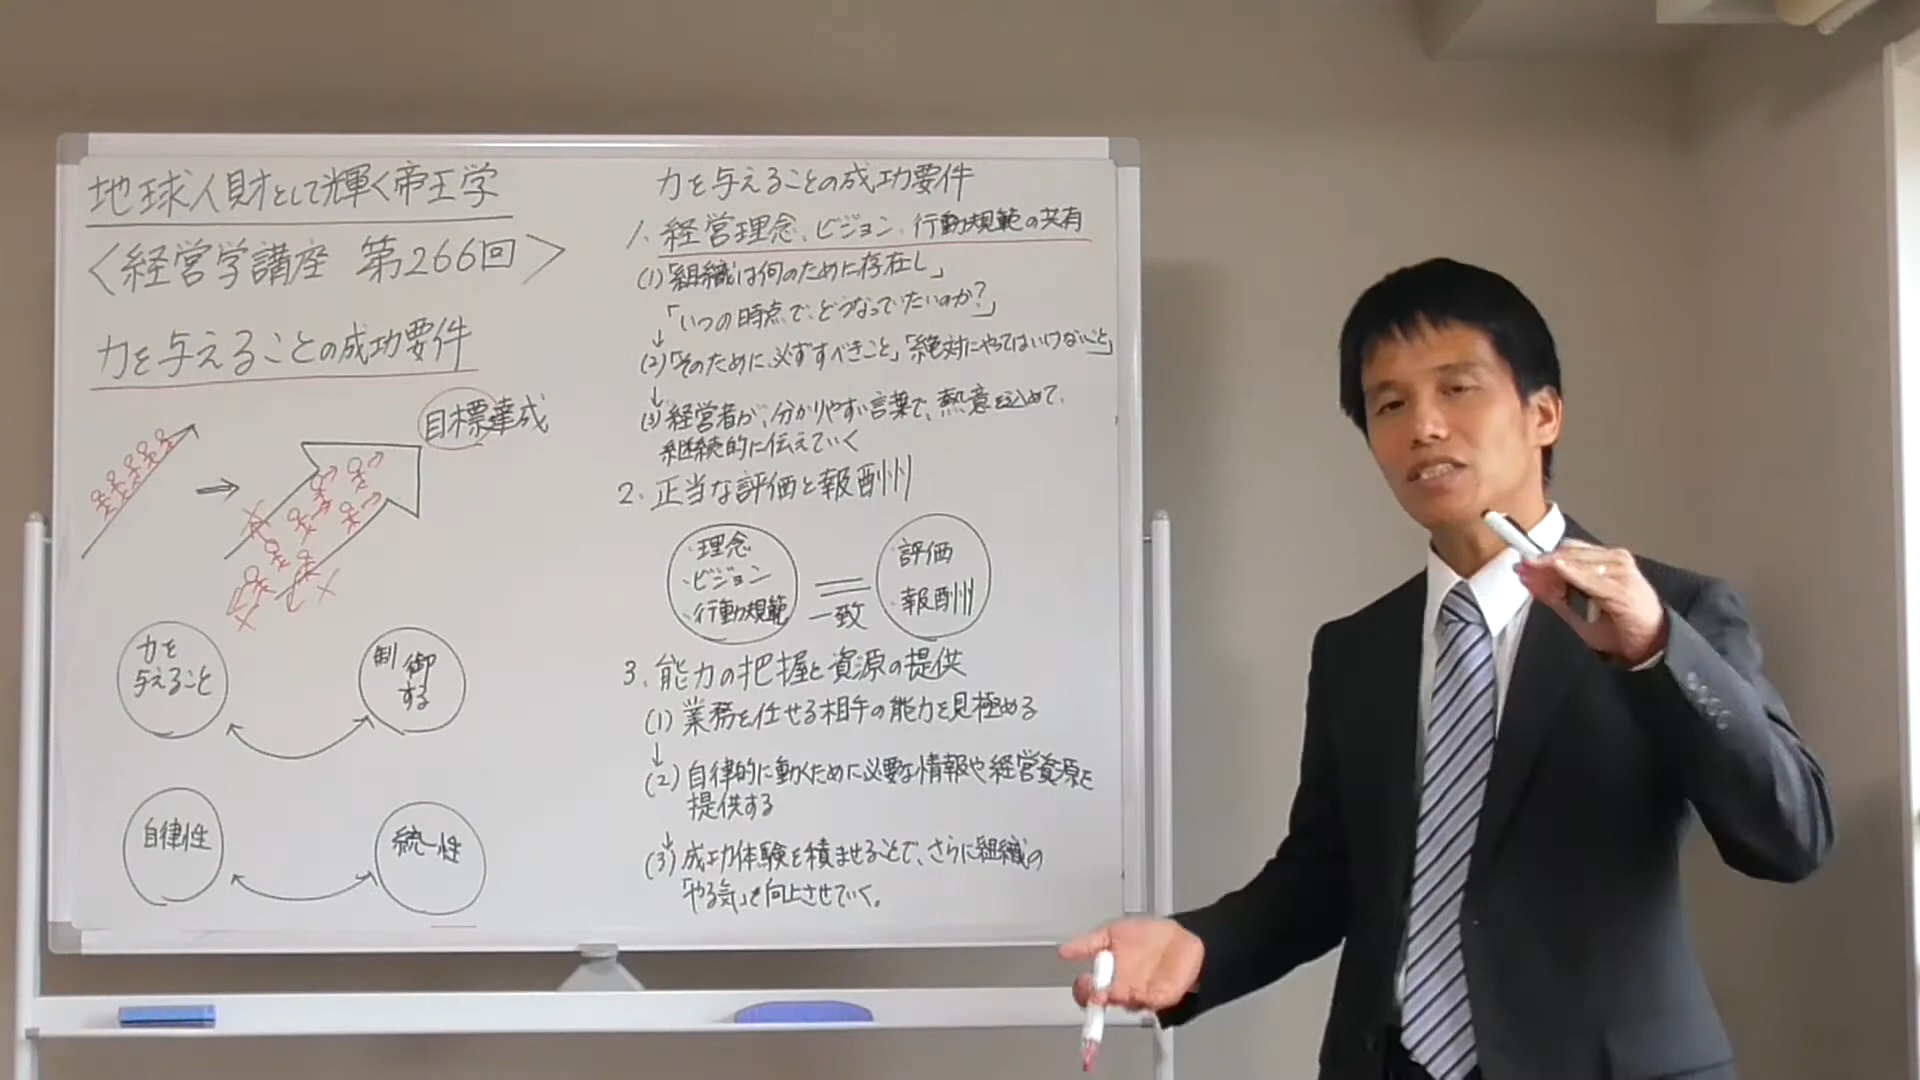 地球人財として輝く帝王学
〈経営学講座 第266回〉
力を与えることの成功要件
目標達成
力を
与えること
制御
する
自律性
統一性
力を与えることの成功要件
1、経営理念、ビジョン、行動規範の共有
(1)「組織は何のために存在し」
「いつの時点で、どうなっていたいのか?」
↓
(2)「そのために、必ずすべきこと」「絶対にやってはいけないこと」
↓
(3) 経営者が、分かりやすい言葉で、熱意を込めて、
継続的に伝えていく
2、正当な評価と報酬
・理念
・ビジョン
・行動規範
一致
・評価
・報酬
3、能力の把握と資源の提供
(1) 業務を任せる相手の能力を見極める
↓
(2) 自律的に動くために必要な情報や経営資源を
提供する
↓
(3) 成功体験を積ませることで、さらに組織の
「やる気」を向上させていく。